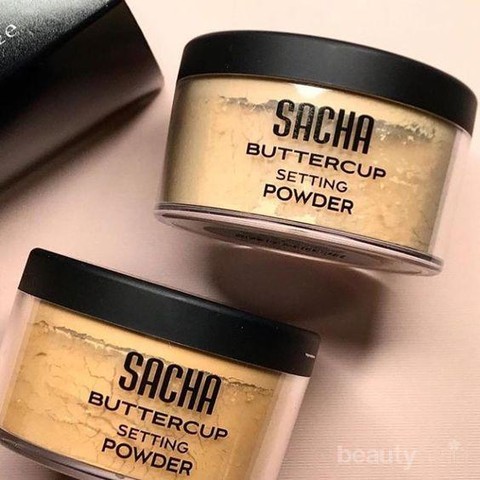 SACHA
BUTTERCUP
SETTING
POWDER
SACHA
BUTTERCUP
SETTING
POWDER
beauty